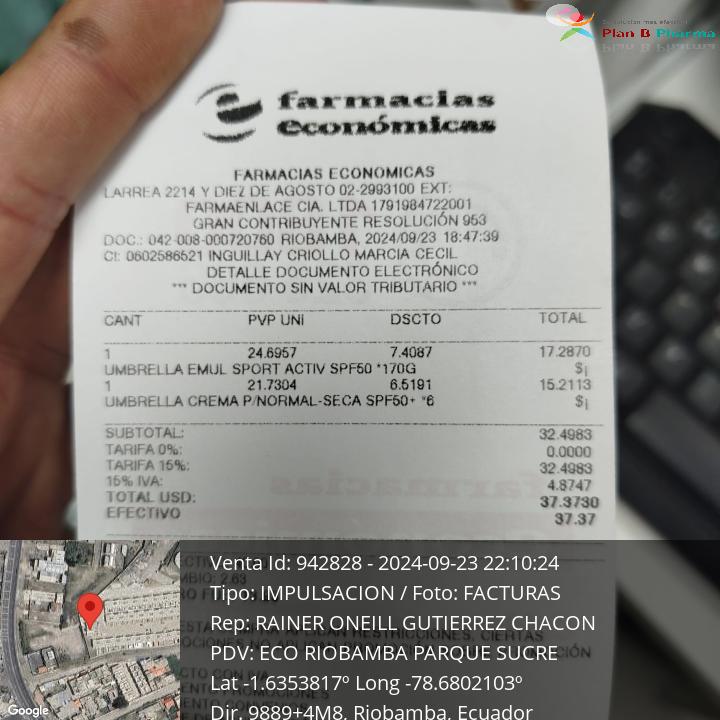 Plan B Pharma
farmacias
económicas
FARMACIAS ECONOMICAS
LARREA 2214 Y DIEZ DE AGOSTO 02-2993100 EXT:
FARMAENLACE CIA. LTDA 1791984722001
GRAN CONTRIBUYENTE RESOLUCIÓN 953
DOC.: 042-008-000720760 RIOBAMBA, 2024/09/23 18:47:39
CI: 0602586521 INGUILLAY CRIOLLO MARCIA CECIL
DETALLE DOCUMENTO ELECTRÓNICO
*** DOCUMENTO SIN VALOR TRIBUTARIO ***
CANT PVP UNI DSCTO TOTAL
1 24.6957 7.4087 17.2870
UMBRELLA EMUL SPORT ACTIV SPF50 *170G $¡
1 21.7304 6.5191 15.2113
UMBRELLA CREMA P/NORMAL-SECA SPF50+ *6 $¡
SUBTOTAL: 32.4983
TARIFA 0%: 0.0000
TARIFA 15%: 32.4983
15% IVA: 4.8747
TOTAL USD: 37.3730
EFECTIVO 37.37
Venta Id: 942828 - 2024-09-23 22:10:24
Tipo: IMPULSACION / Foto: FACTURAS
Rep: RAINER ONEILL GUTIERREZ CHACON
PDV: ECO RIOBAMBA PARQUE SUCRE
Lat -1.6353817º Long -78.6802103º
Dir. 9889+4M8, Riobamba, Ecuador
Google